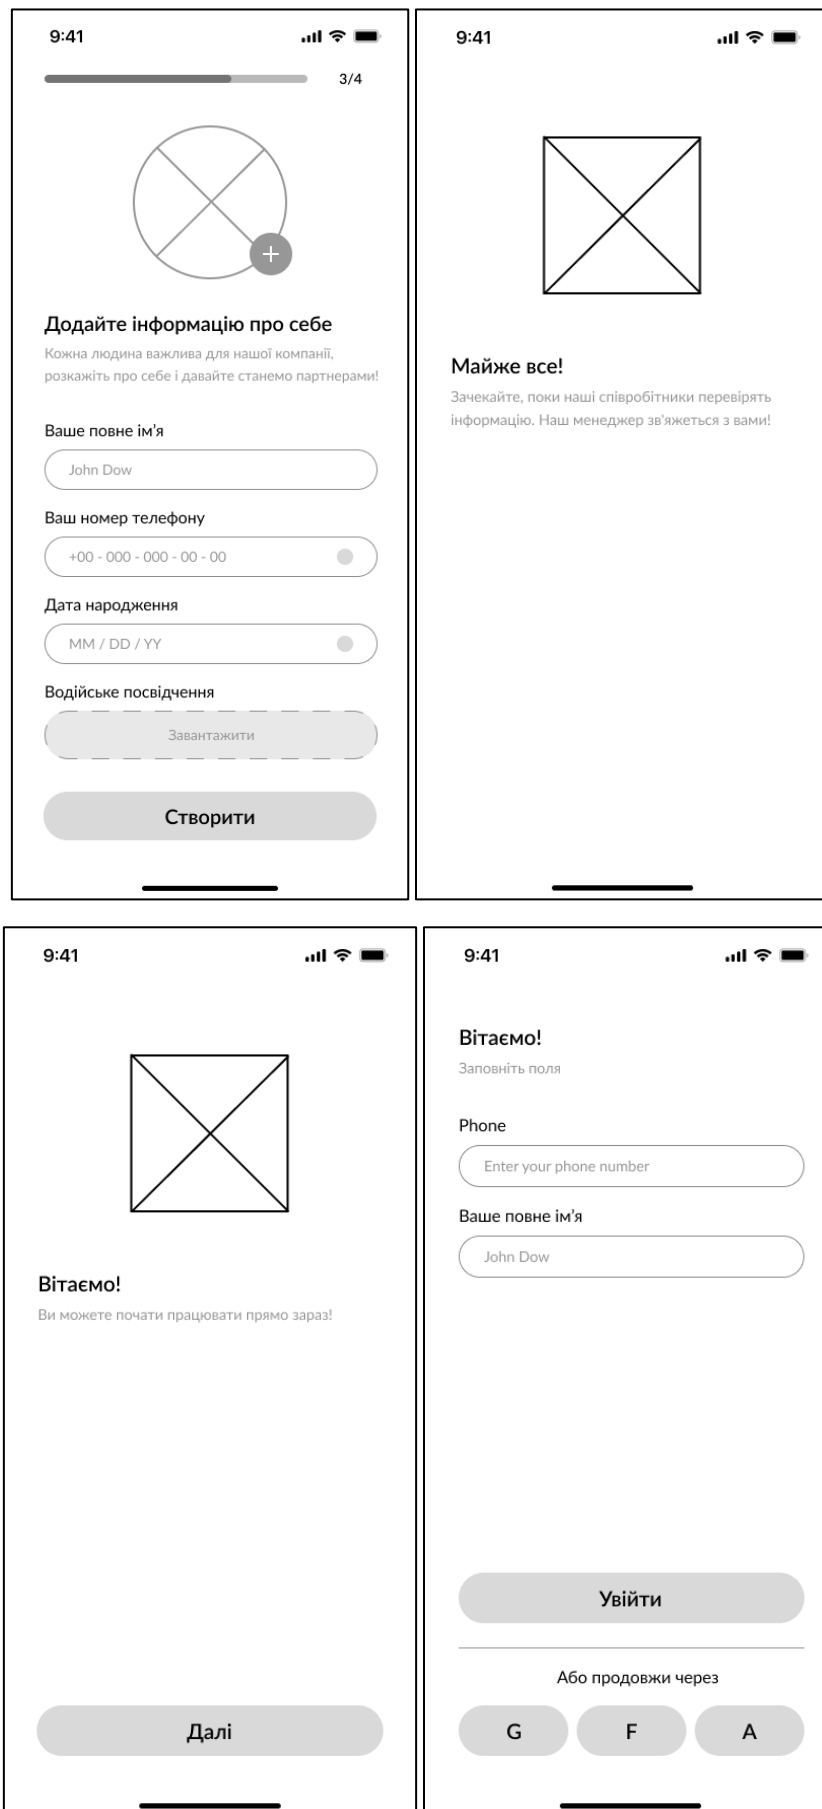 9:41
3/4
Додайте інформацію про себе
Кожна людина важлива для нашої компанії,
розкажіть про себе і давайте станемо партнерами!
Ваше повне ім'я
John Dow
Ваш номер телефону
+00 - 000 - 000 - 00 - 00
Дата народження
MM / DD / YY
Водійське посвідчення
Завантажити
Створити
9:41
Майже все!
Зачекайте, поки наші співробітники перевірять
інформацію. Наш менеджер зв'яжеться з вами!
9:41
Вітаємо!
Ви можете почати працювати прямо зараз!
Далі
9:41
Вітаємо!
Заповніть поля
Phone
Enter your phone number
Ваше повне ім'я
John Dow
Увійти
Або продовжи через
G F A